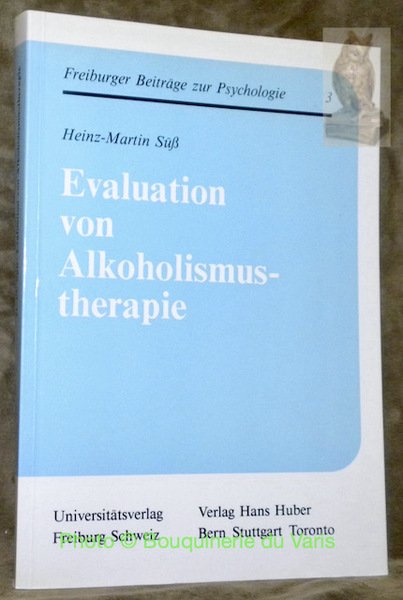 Freiburger Beiträge zur Psychologie 3
Heinz-Martin Süß
Evaluation
von
Alkoholismus-
therapie
Universitätsverlag
Freiburg Schweiz
Verlag Hans Huber
Bern Stuttgart Toronto
Photo © Bouquinerie du Varis